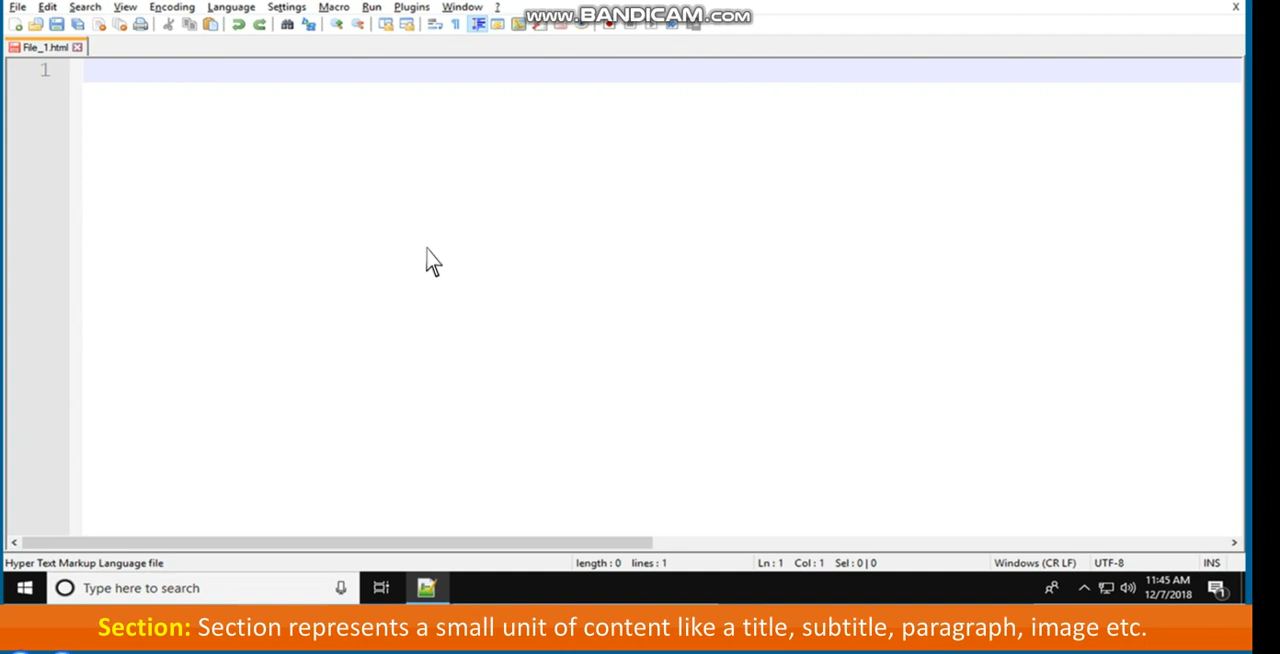 File Edit Search View Encoding Language Settings Macro Run Plugins Window ? X
www.BANDICAM.com
File_1.html
1
Hyper Text Markup Language file length : 0 lines : 1 Ln : 1 Col : 1 Sel : 0 | 0 Windows (CR LF) UTF-8 INS
Type here to search
11:45 AM
12/7/2018
1
Section: Section represents a small unit of content like a title, subtitle, paragraph, image etc.